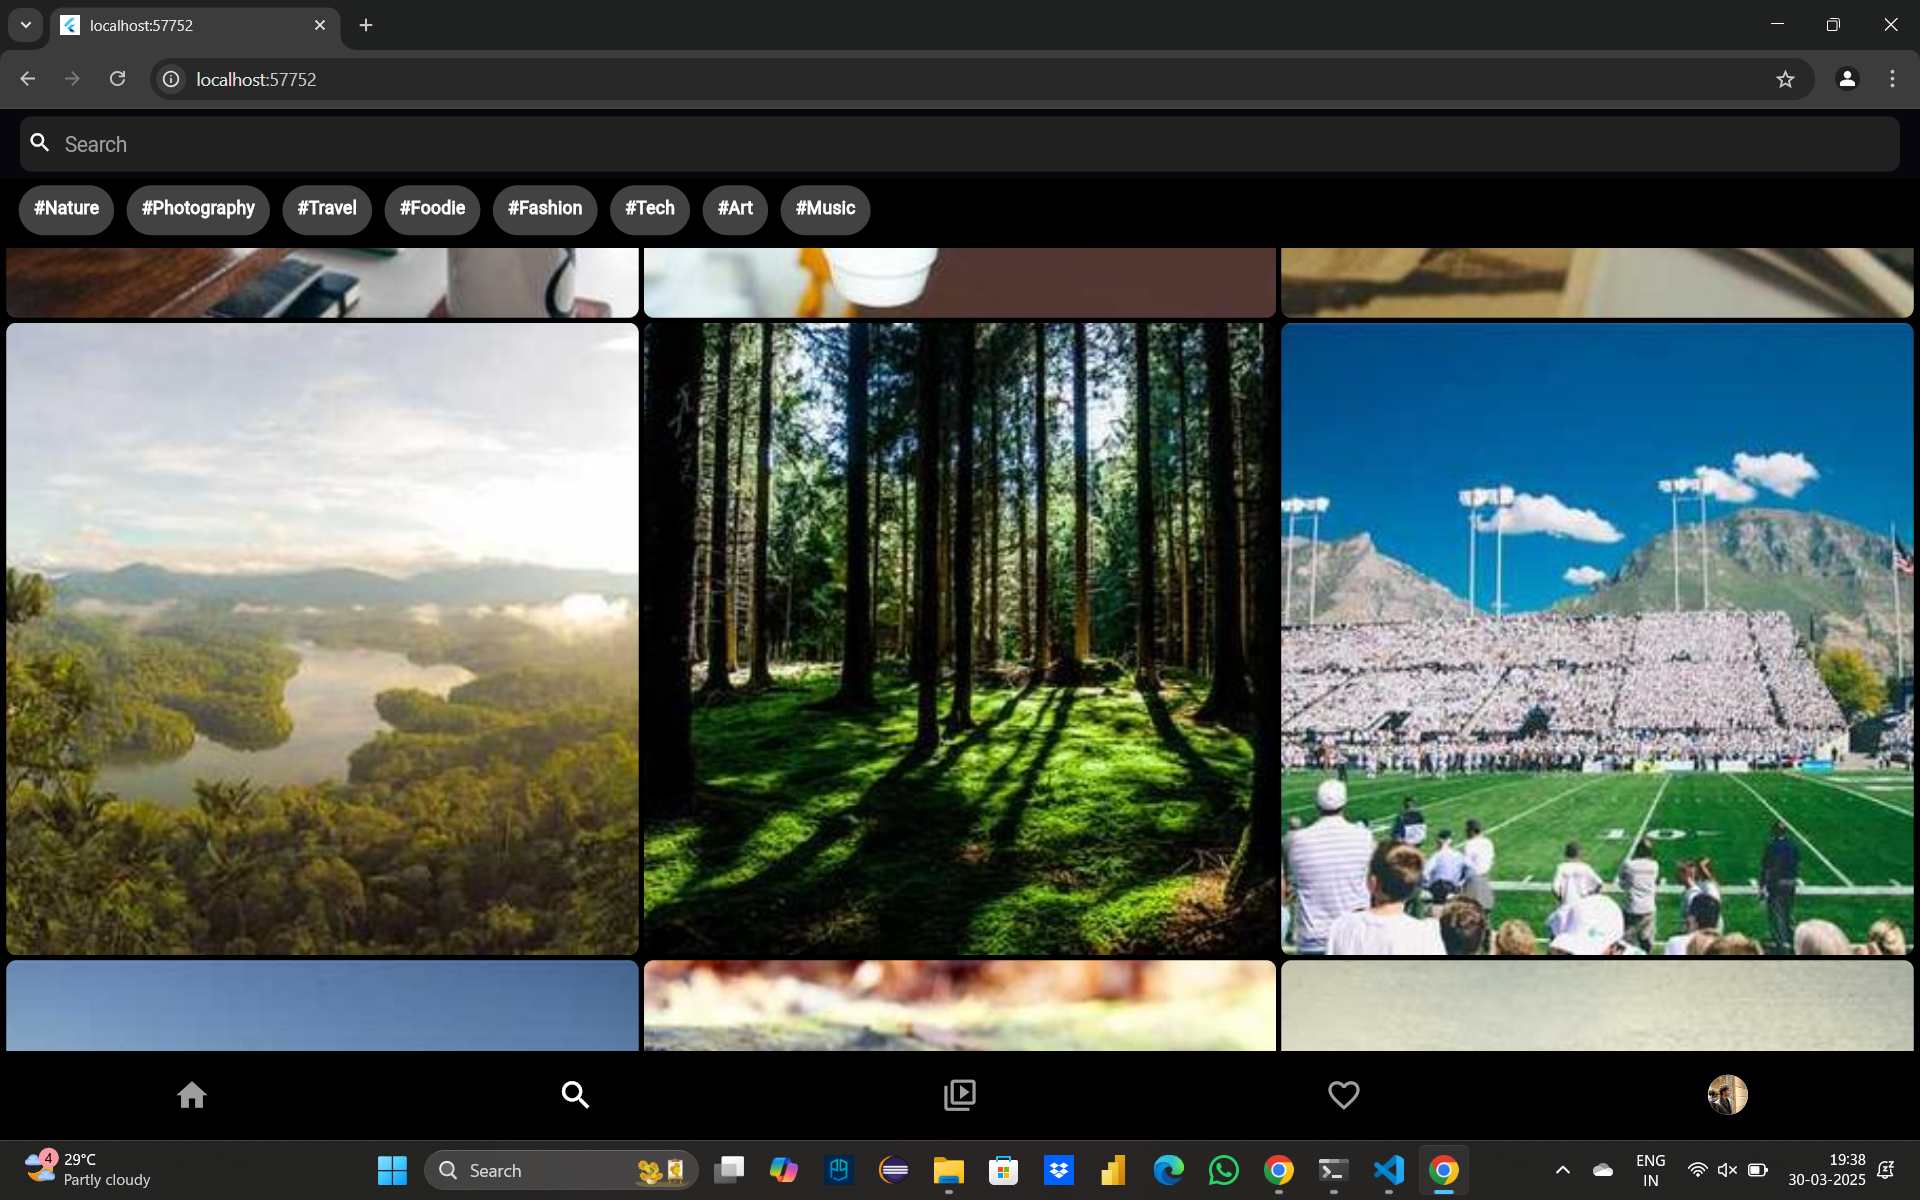 localhost:57752
localhost:57752
Search
#Nature #Photography #Travel #Foodie #Fashion #Tech #Art #Music
10
4
29°C
Partly cloudy
Search
ENG
IN
19:38
30-03-2025